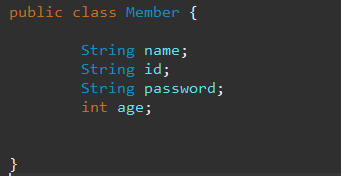 public class Member {
String name;
String id;
String password;
int age;
}